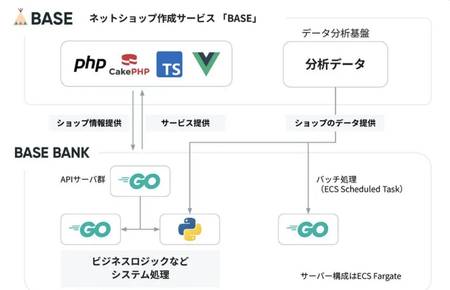 BASE ネットショップ作成サービス 「BASE」
データ分析基盤
php
CakePHP
TS
分析データ
ショップ情報提供
サービス提供
ショップのデータ提供
BASE BANK
APIサーバ群
GO
バッチ処理
（ECS Scheduled Task）
GO
GO
ビジネスロジックなど
システム処理
サーバー構成はECS Fargate